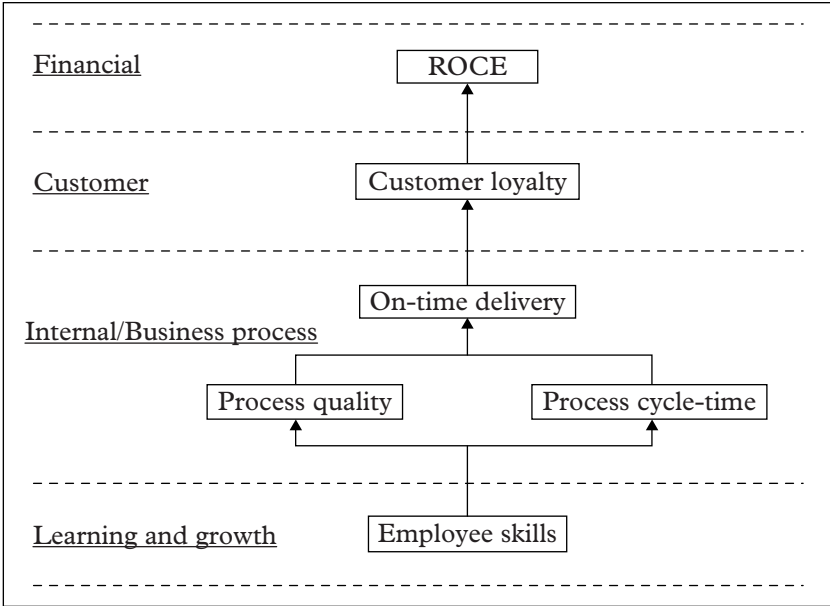 Financial
ROCE
Customer
Customer loyalty
On-time delivery
Internal/Business process
Process quality
Process cycle-time
Learning and growth
Employee skills